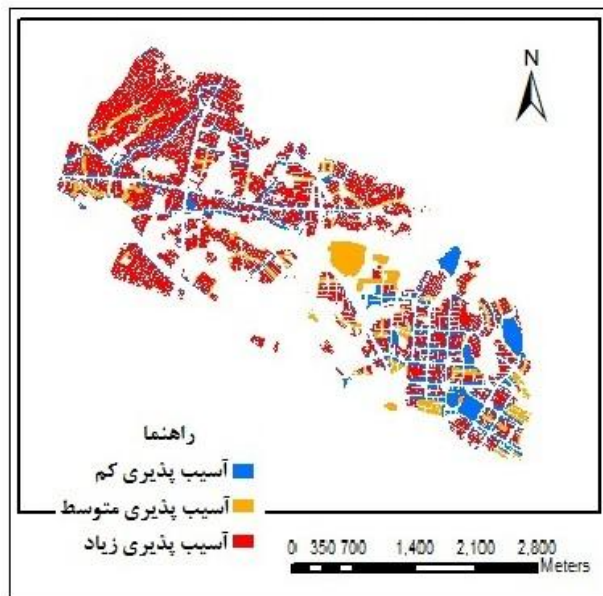 N
راهنما
آسیب پذیری کم
آسیب پذیری متوسط
آسیب پذیری زیاد
0 350 700 1,400 2,100 2,800
Meters